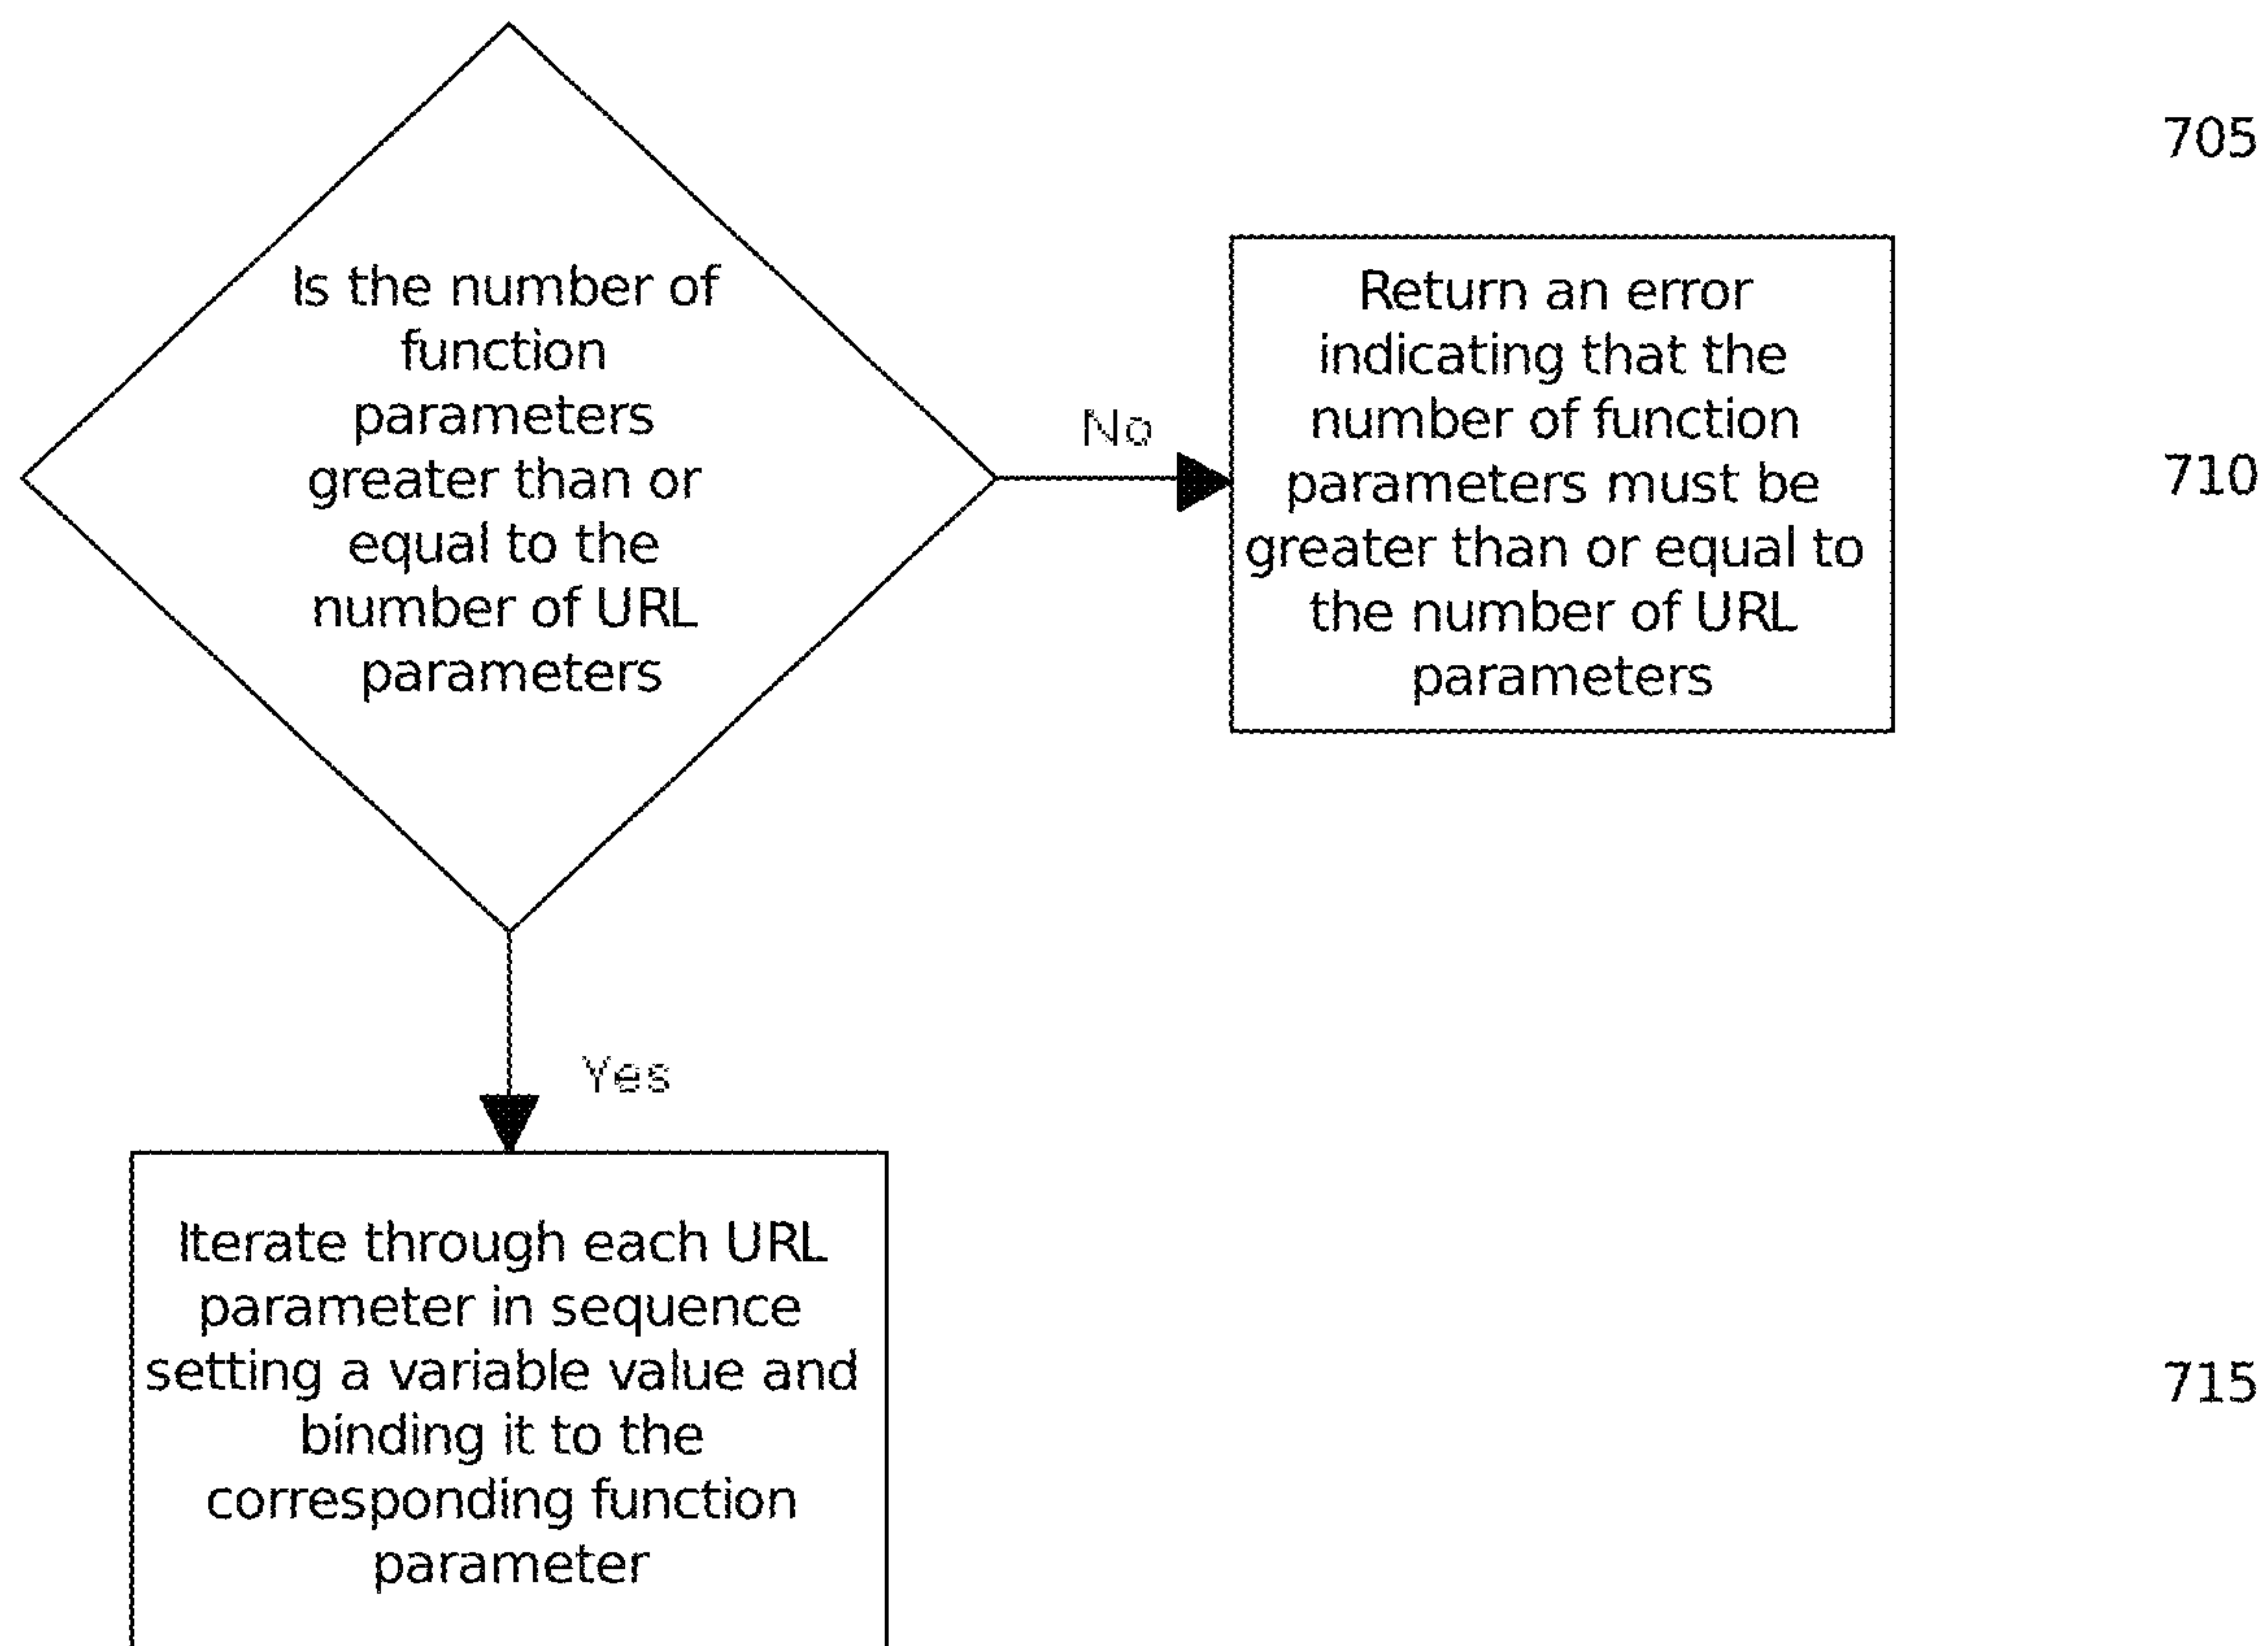 Is the number of
function
parameters
greater than or
equal to the
number of URL
parameters
No
Return an error
indicating that the
number of function
parameters must be
greater than or equal to
the number of URL
parameters
705
710
Yes
Iterate through each URL
parameter in sequence
setting a variable value and
binding it to the
corresponding function
parameter
715